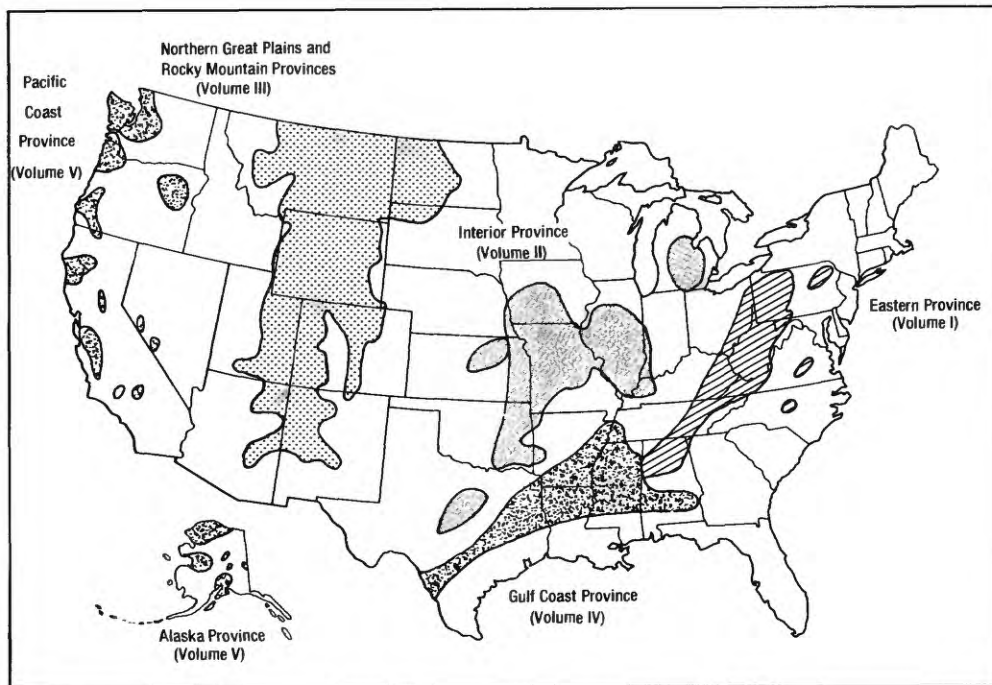 Northern Great Plains and
Rocky Mountain Provinces
(Volume III)
Pacific
Coast
Province
(Volume V)
Interior Province
(Volume II)
Eastern Province
(Volume I)
Gulf Coast Province
(Volume IV)
Alaska Province
(Volume V)